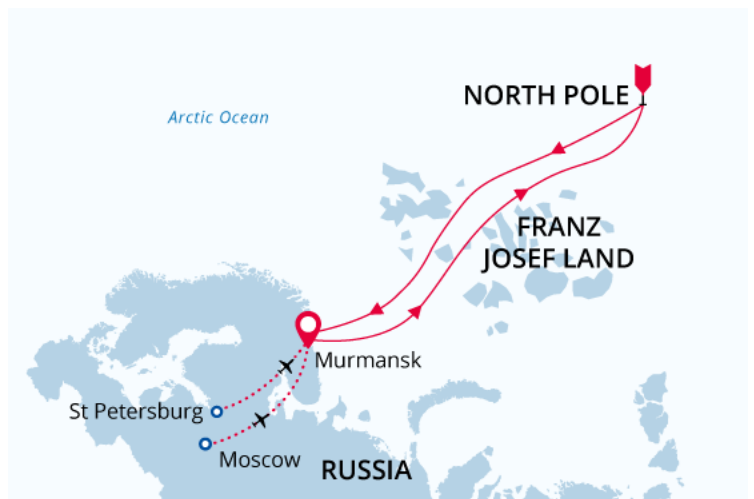 NORTH POLE
Arctic Ocean
FRANZ
JOSEF LAND
Murmansk
St Petersburg
Moscow
RUSSIA